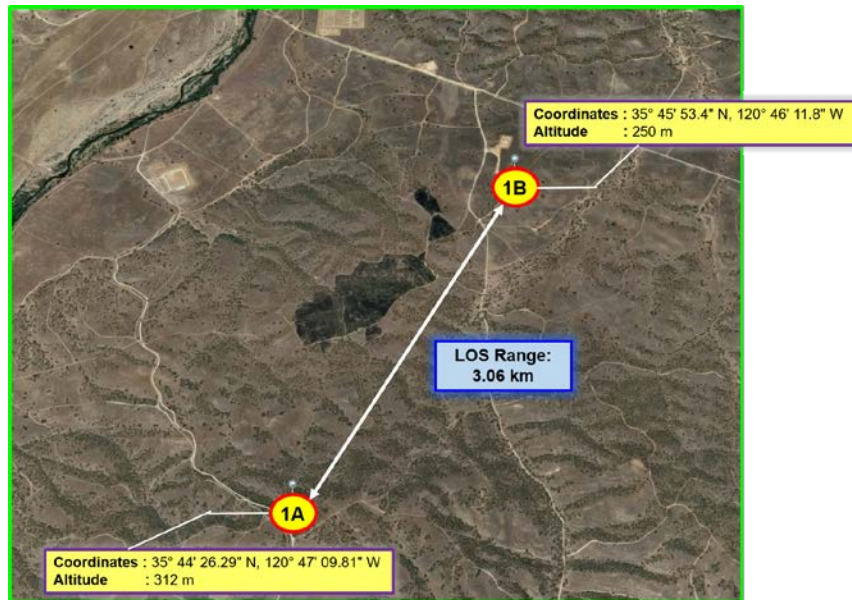 Coordinates : 35° 45' 53.4" N, 120° 46' 11.8" W
Altitude : 250 m
1B
LOS Range:
3.06 km
1A
Coordinates : 35° 44' 26.29" N, 120° 47' 09.81" W
Altitude : 312 m